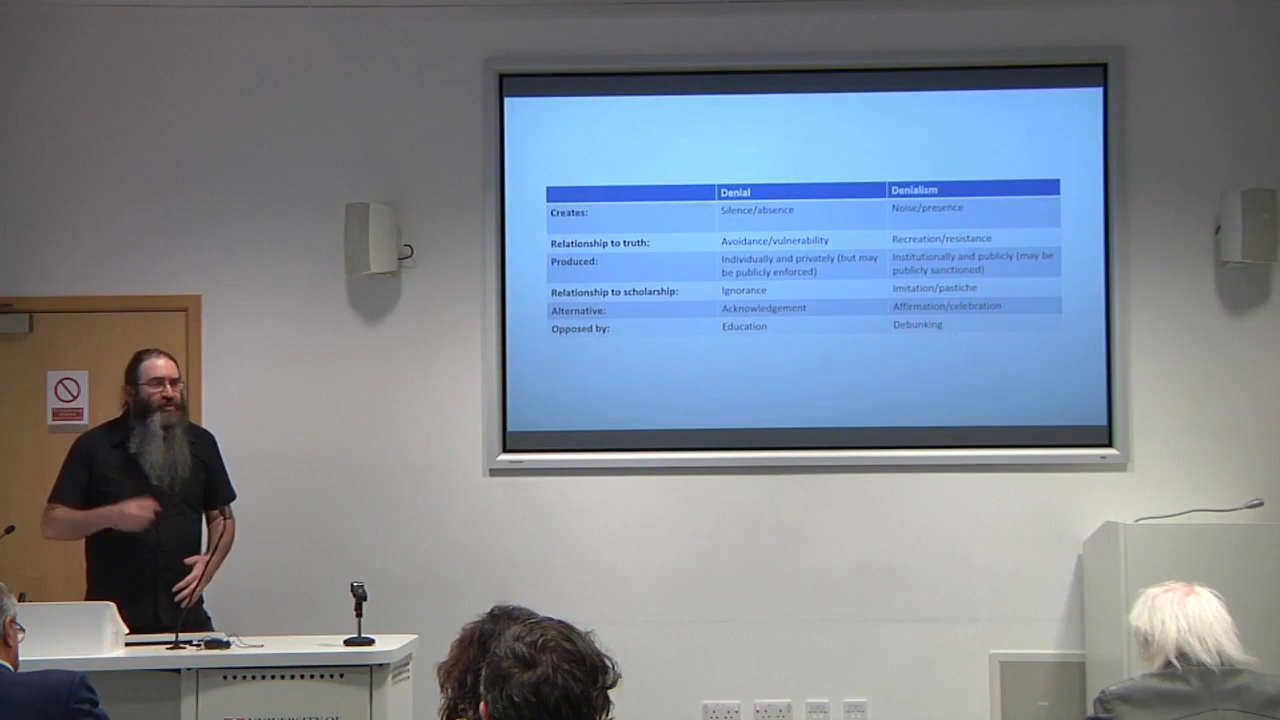 Denial Denialism
Creates: Silence/absence Noise/presence
Relationship to truth: Avoidance/vulnerability Recreation/resistance
Produced: Individually and privately (but may Institutionally and publicly (may be
be publicly enforced) publicly sanctioned)
Relationship to scholarship: Ignorance Imitation/pastiche
Alternative: Acknowledgement Affirmation/celebration
Opposed by: Education Debunking
UNIVERSITY OF